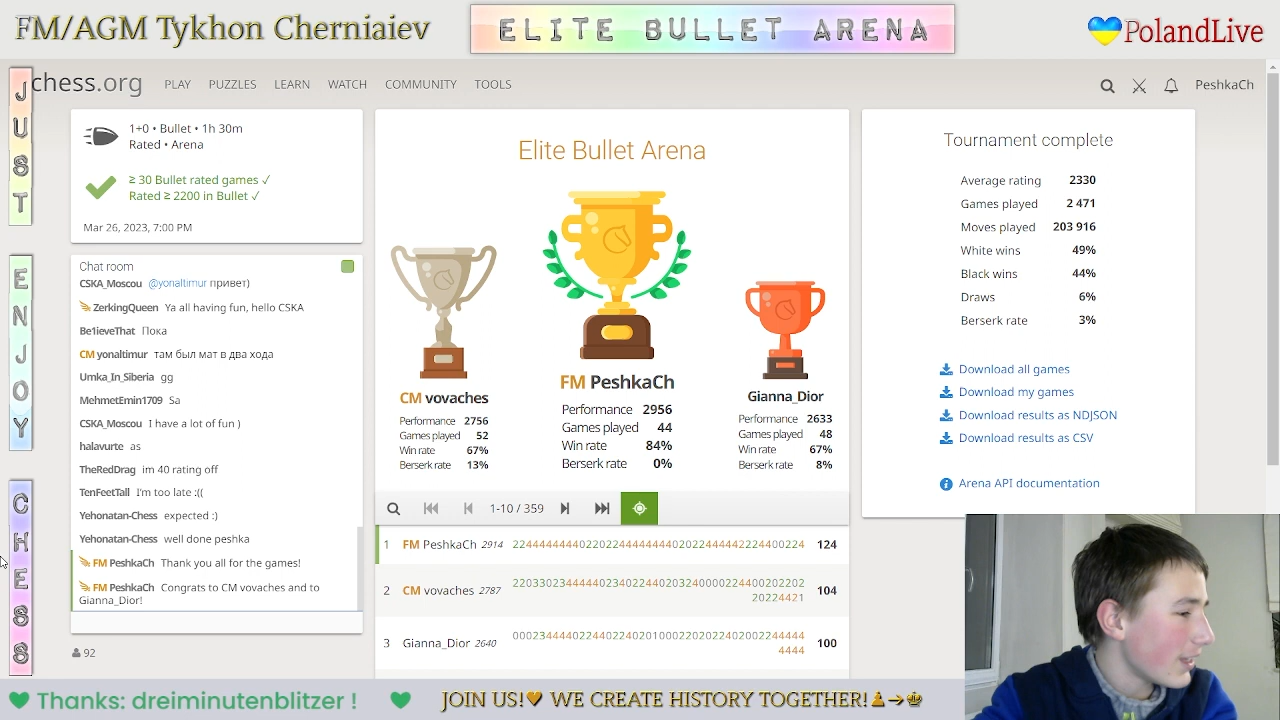 FM/AGM Tykhon Cherniaiev
ELITE BULLET ARENA
PolandLive
JUST
ENJOY
CHESS
chess.org
PLAY PUZZLES LEARN WATCH COMMUNITY TOOLS
PeshkaCh
1+0 • Bullet • 1h 30m
Rated • Arena
≥ 30 Bullet rated games ✓
Rated ≥ 2200 in Bullet ✓
Mar 26, 2023, 7:00 PM
Chat room
CSKA_Moscou @yonaltimur привет)
ZerkingQueen Ya all having fun, hello CSKA
Be1ieveThat Пока
CM yonaltimur там был мат в два хода
Umka_In_Siberia gg
MehmetEmin1709 Sa
CSKA_Moscou I have a lot of fun )
halavurte as
TheRedDrag im 40 rating off
TenFeetTall I'm too late :((
Yehonatan-Chess expected :)
Yehonatan-Chess well done peshka
FM PeshkaCh Thank you all for the games!
FM PeshkaCh Congrats to CM vovaches and to
Gianna_Dior!
92
Elite Bullet Arena
CM vovaches
Performance 2756
Games played 52
Win rate 67%
Berserk rate 13%
FM PeshkaCh
Performance 2956
Games played 44
Win rate 84%
Berserk rate 0%
Gianna_Dior
Performance 2633
Games played 48
Win rate 67%
Berserk rate 8%
1-10 / 359
1 FM PeshkaCh 2914 22444444440220224444444402022444442224400224 124
2 CM vovaches 2787 2203302344444023402244020324000022440020220​2
20224421 104
3 Gianna_Dior 2640 00023444402244022402010002202022402002244444
4444 100
Tournament complete
Average rating 2330
Games played 2 471
Moves played 203 916
White wins 49%
Black wins 44%
Draws 6%
Berserk rate 3%
Download all games
Download my games
Download results as NDJSON
Download results as CSV
Arena API documentation
Thanks: dreiminutenblitzer !
JOIN US!🧡 WE CREATE HISTORY TOGETHER!♟→♚